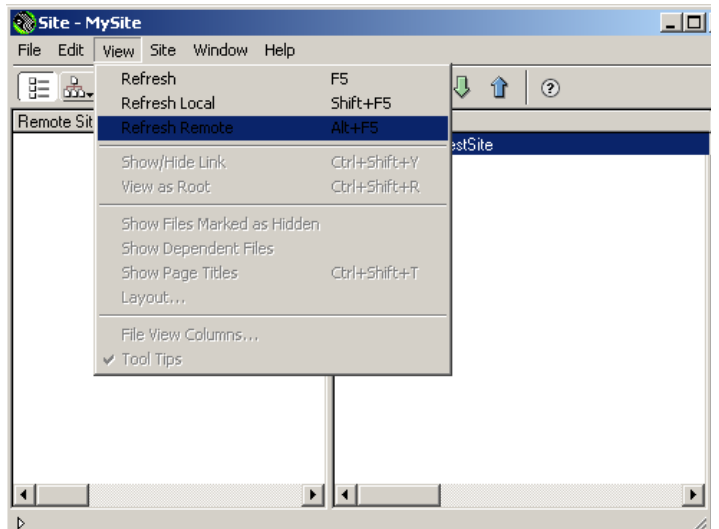 Site - MySite
File Edit View Site Window Help
Refresh F5
Refresh Local Shift+F5
Remote Sit
Refresh Remote Alt+F5
estSite
Show/Hide Link Ctrl+Shift+Y
View as Root Ctrl+Shift+R
Show Files Marked as Hidden
Show Dependent Files
Show Page Titles Ctrl+Shift+T
Layout...
File View Columns...
Tool Tips